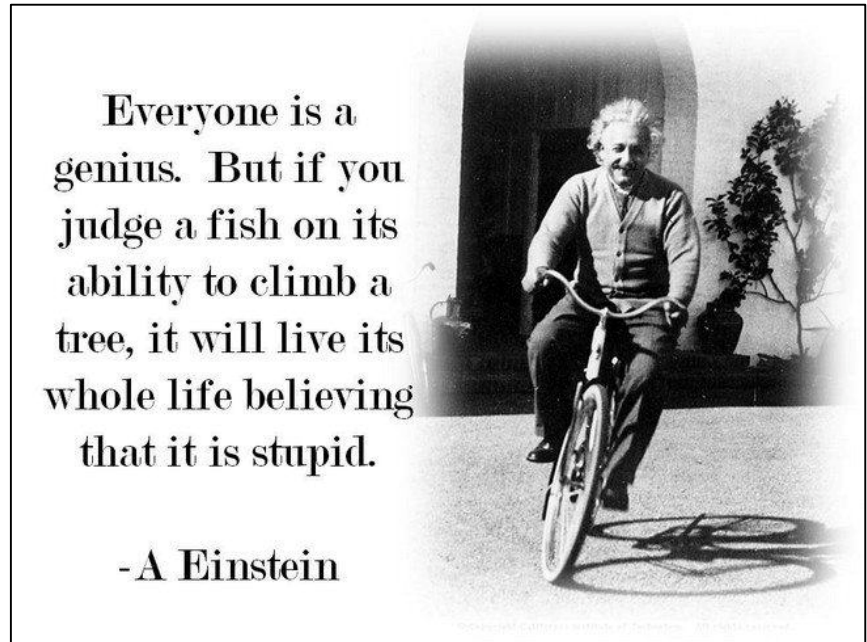 Everyone is a
genius.  But if you
judge a fish on its
ability to climb a
tree, it will live its
whole life believing
that it is stupid.
-A Einstein